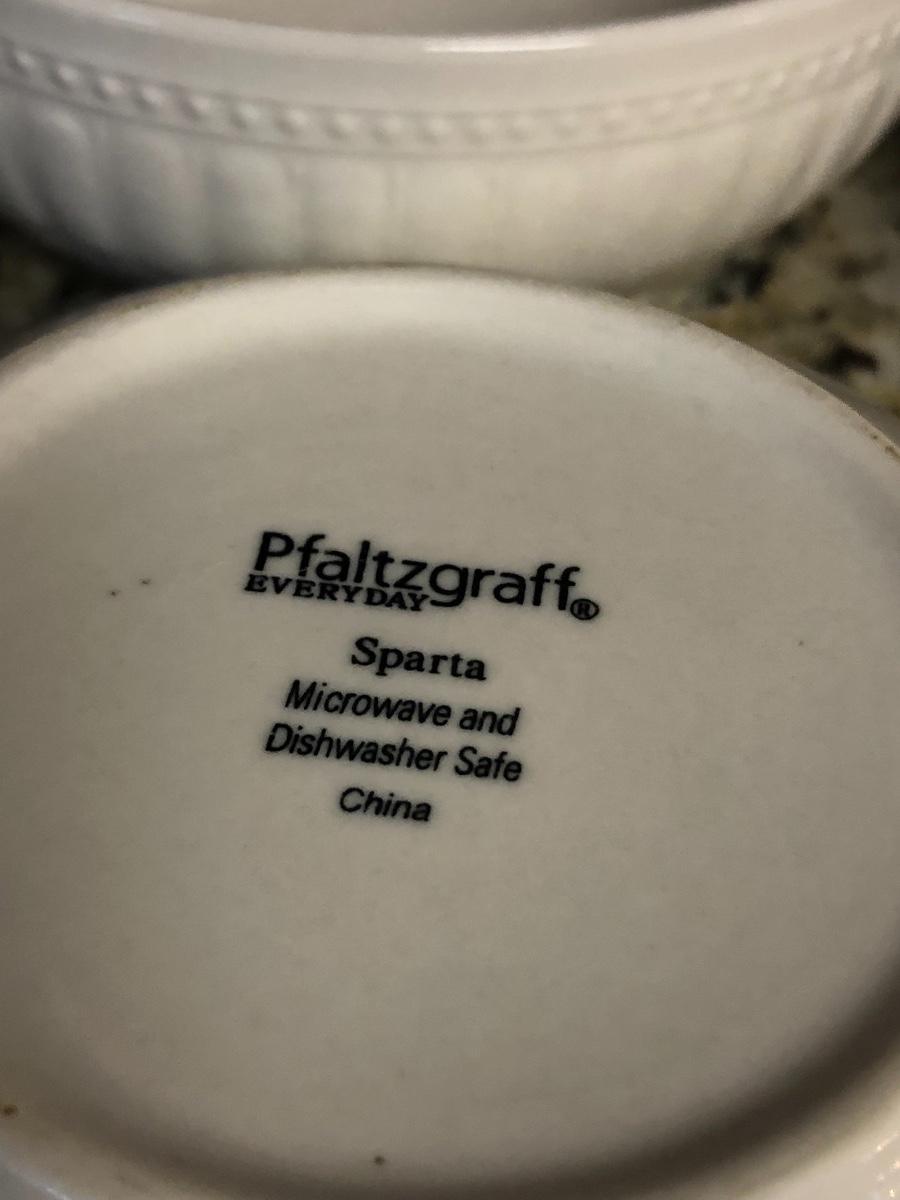 Pfaltzgraff®
EVERYDAY
Sparta
Microwave and
Dishwasher Safe
China